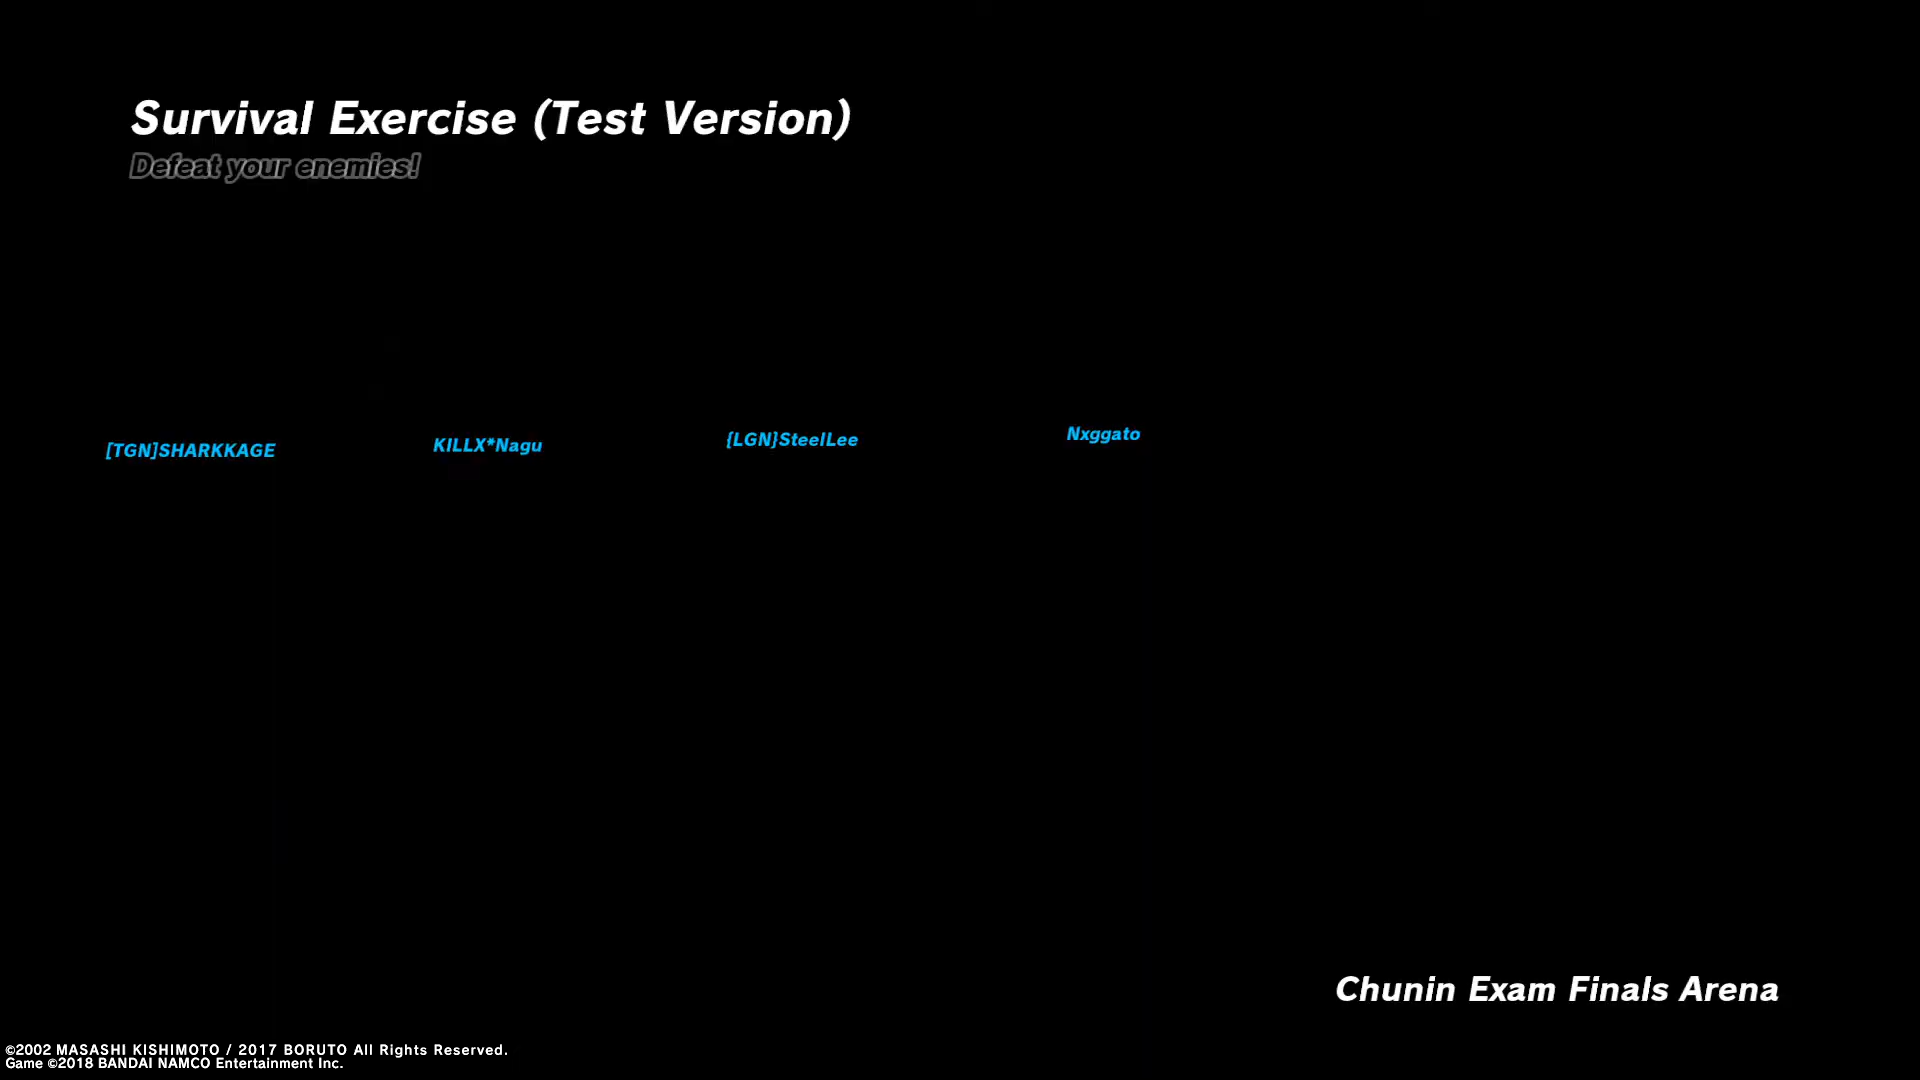 Survival Exercise (Test Version)
Defeat your enemies!
[TGN]SHARKKAGE
KILLX*Nagu
{LGN}SteelLee
Nxggato
Chunin Exam Finals Arena
©2002 MASASHI KISHIMOTO / 2017 BORUTO All Rights Reserved.
Game ©2018 BANDAI NAMCO Entertainment Inc.